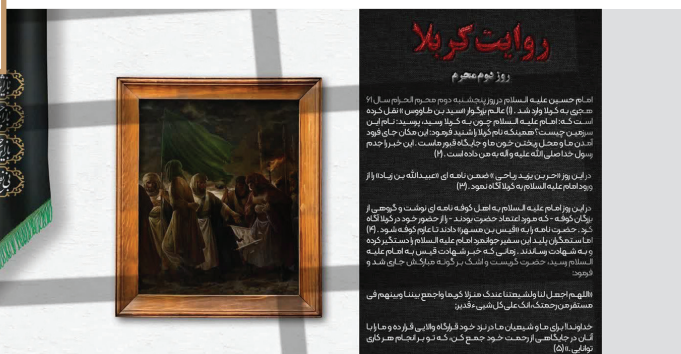 روایت کربلا
روز دوم محرم
امام حسین علیه السلام در روز پنجشنبه دوم محرم الحرام سال ۶۱
هجری به کربلا وارد شد . (۱) عالم بزرگوار «سید بن طاووس» نقل کرده
است که: امام علیه السلام چون به کربلا رسید، پرسید: نام این
سرزمین چیست؟ همینکه نام کربلا را شنید فرمود: این مکان جای فرود
آمدن ما و محل ریختن خون ما و جایگاه قبور ماست . این خبر را جدم
رسول خدا صلی الله علیه و آله به من داده است . (۲)
در این روز «حر بن یزید ریاحی » ضمن نامه ای «عبیدالله بن زیاد» را از
ورود امام علیه السلام به کربلا آگاه نمود . (۳)
در این روز امام علیه السلام به اهل کوفه نامه ای نوشت و گروهی از
بزرگان کوفه - که مورد اعتماد حضرت بودند - را از حضور خود در کربلا آگاه
کرد . حضرت نامه را به «قیس بن مسهر» دادند تا عازم کوفه شود . (۴)
اما ستمگران پلید این سفیر جوانمرد امام علیه السلام را دستگیر کرده
و به شهادت رساندند . زمانی که خبر شهادت قیس به امام علیه
السلام رسید، حضرت گریست و اشک بر گونه مبارکش جاری شد و
فرمود:
«اللهم اجعل لنا ولشیعتنا عندک منزلا کریما واجمع بیننا وبینهم فی
مستقر من رحمتک، انک علی کل شییء قدیر;
خداوندا! برای ما و شیعیان ما در نزد خود قرارگاه والایی قرار ده و ما را با
آنان در جایگاهی از رحمت خود جمع کن، که تو بر انجام هر کاری
توانایی .» (۵)